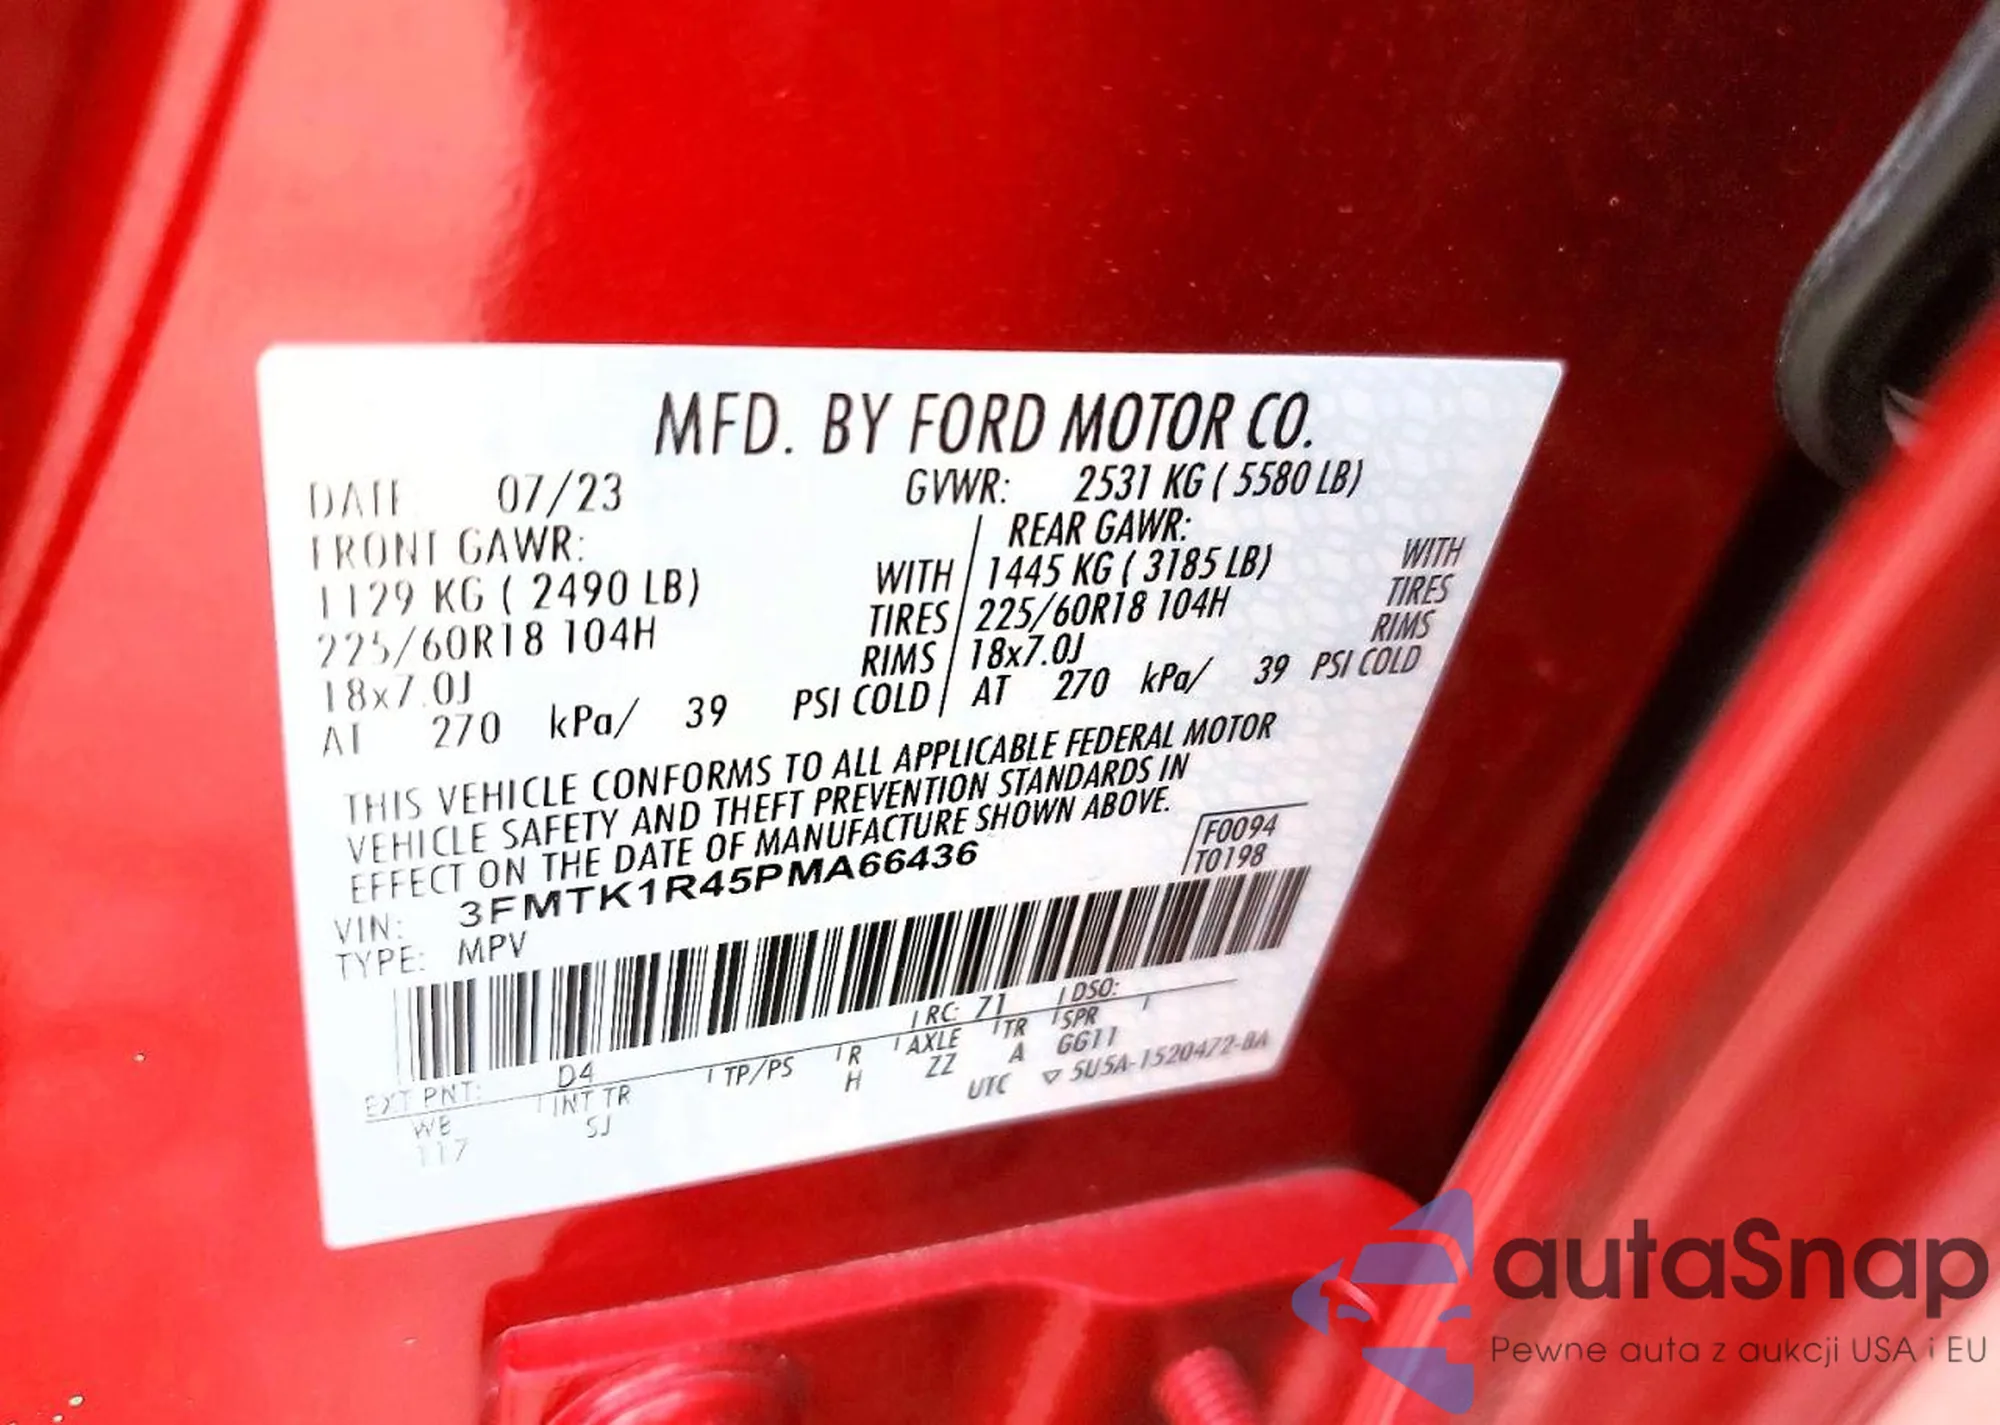 MFD. BY FORD MOTOR CO.
DATE 07/23 GVWR: 2531 KG ( 5580 LB)
FRONT GAWR: REAR GAWR:
1129 KG ( 2490 LB) WITH 1445 KG ( 3185 LB) WITH
225/60R18 104H TIRES 225/60R18 104H TIRES
18x7.0J RIMS 18x7.0J RIMS
AT 270 kPa/ 39 PSI COLD AT 270 kPa/ 39 PSI COLD
THIS VEHICLE CONFORMS TO ALL APPLICABLE FEDERAL MOTOR
VEHICLE SAFETY AND THEFT PREVENTION STANDARDS IN
EFFECT ON THE DATE OF MANUFACTURE SHOWN ABOVE.
VIN: 3FMTK1R45PMA66436 F0094
TYPE: MPV T0198
EXT PNT: D4 RC: 71 DSO:
WB INT TR TP/PS R AXLE TR SPR
117 SJ H ZZ A GG11
UTC ▽ 5U5A-1520472-BA
autaSnap
Pewne auta z aukcji USA i EU